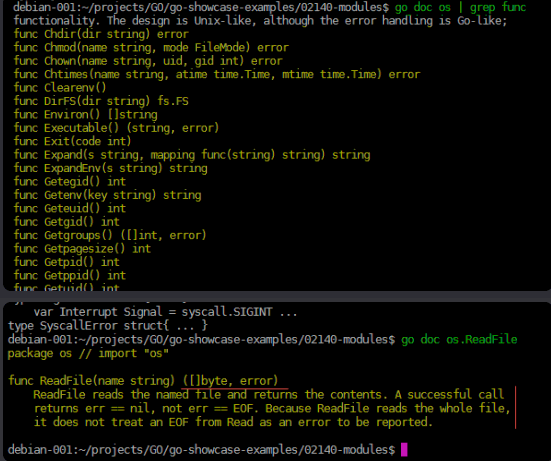 debian-001:~/projects/GO/go-showcase-examples/02140-modules$ go doc os | grep func
functionality. The design is Unix-like, although the error handling is Go-like;
func Chdir(dir string) error
func Chmod(name string, mode FileMode) error
func Chown(name string, uid, gid int) error
func Chtimes(name string, atime time.Time, mtime time.Time) error
func Clearenv()
func DirFS(dir string) fs.FS
func Environ() []string
func Executable() (string, error)
func Exit(code int)
func Expand(s string, mapping func(string) string) string
func ExpandEnv(s string) string
func Getegid() int
func Getenv(key string) string
func Geteuid() int
func Getgid() int
func Getgroups() ([]int, error)
func Getpagesize() int
func Getpid() int
func Getppid() int
func Getuid() int
var Interrupt Signal = syscall.SIGINT ...
type SyscallError struct{ ... }
debian-001:~/projects/GO/go-showcase-examples/02140-modules$ go doc os.ReadFile
package os // import "os"
func ReadFile(name string) ([]byte, error)
ReadFile reads the named file and returns the contents. A successful call
returns err == nil, not err == EOF. Because ReadFile reads the whole file,
it does not treat an EOF from Read as an error to be reported.
debian-001:~/projects/GO/go-showcase-examples/02140-modules$